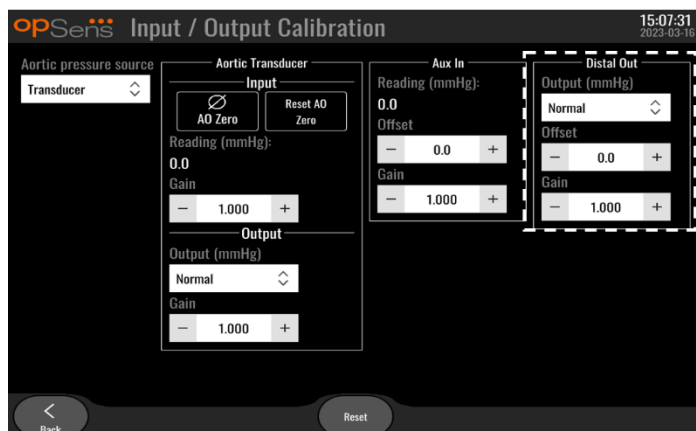 opSens Input / Output Calibration
15:07:31
2023-03-16
Aortic pressure source
Transducer
Aortic Transducer
Input
AO Zero
Reset AO
Zero
Reading (mmHg):
0.0
Gain
− 1.000 +
Output
Output (mmHg)
Normal
Gain
− 1.000 +
Aux In
Reading (mmHg):
0.0
Offset
− 0.0 +
Gain
− 1.000 +
Distal Out
Output (mmHg)
Normal
Offset
− 0.0 +
Gain
− 1.000 +
Back
Reset